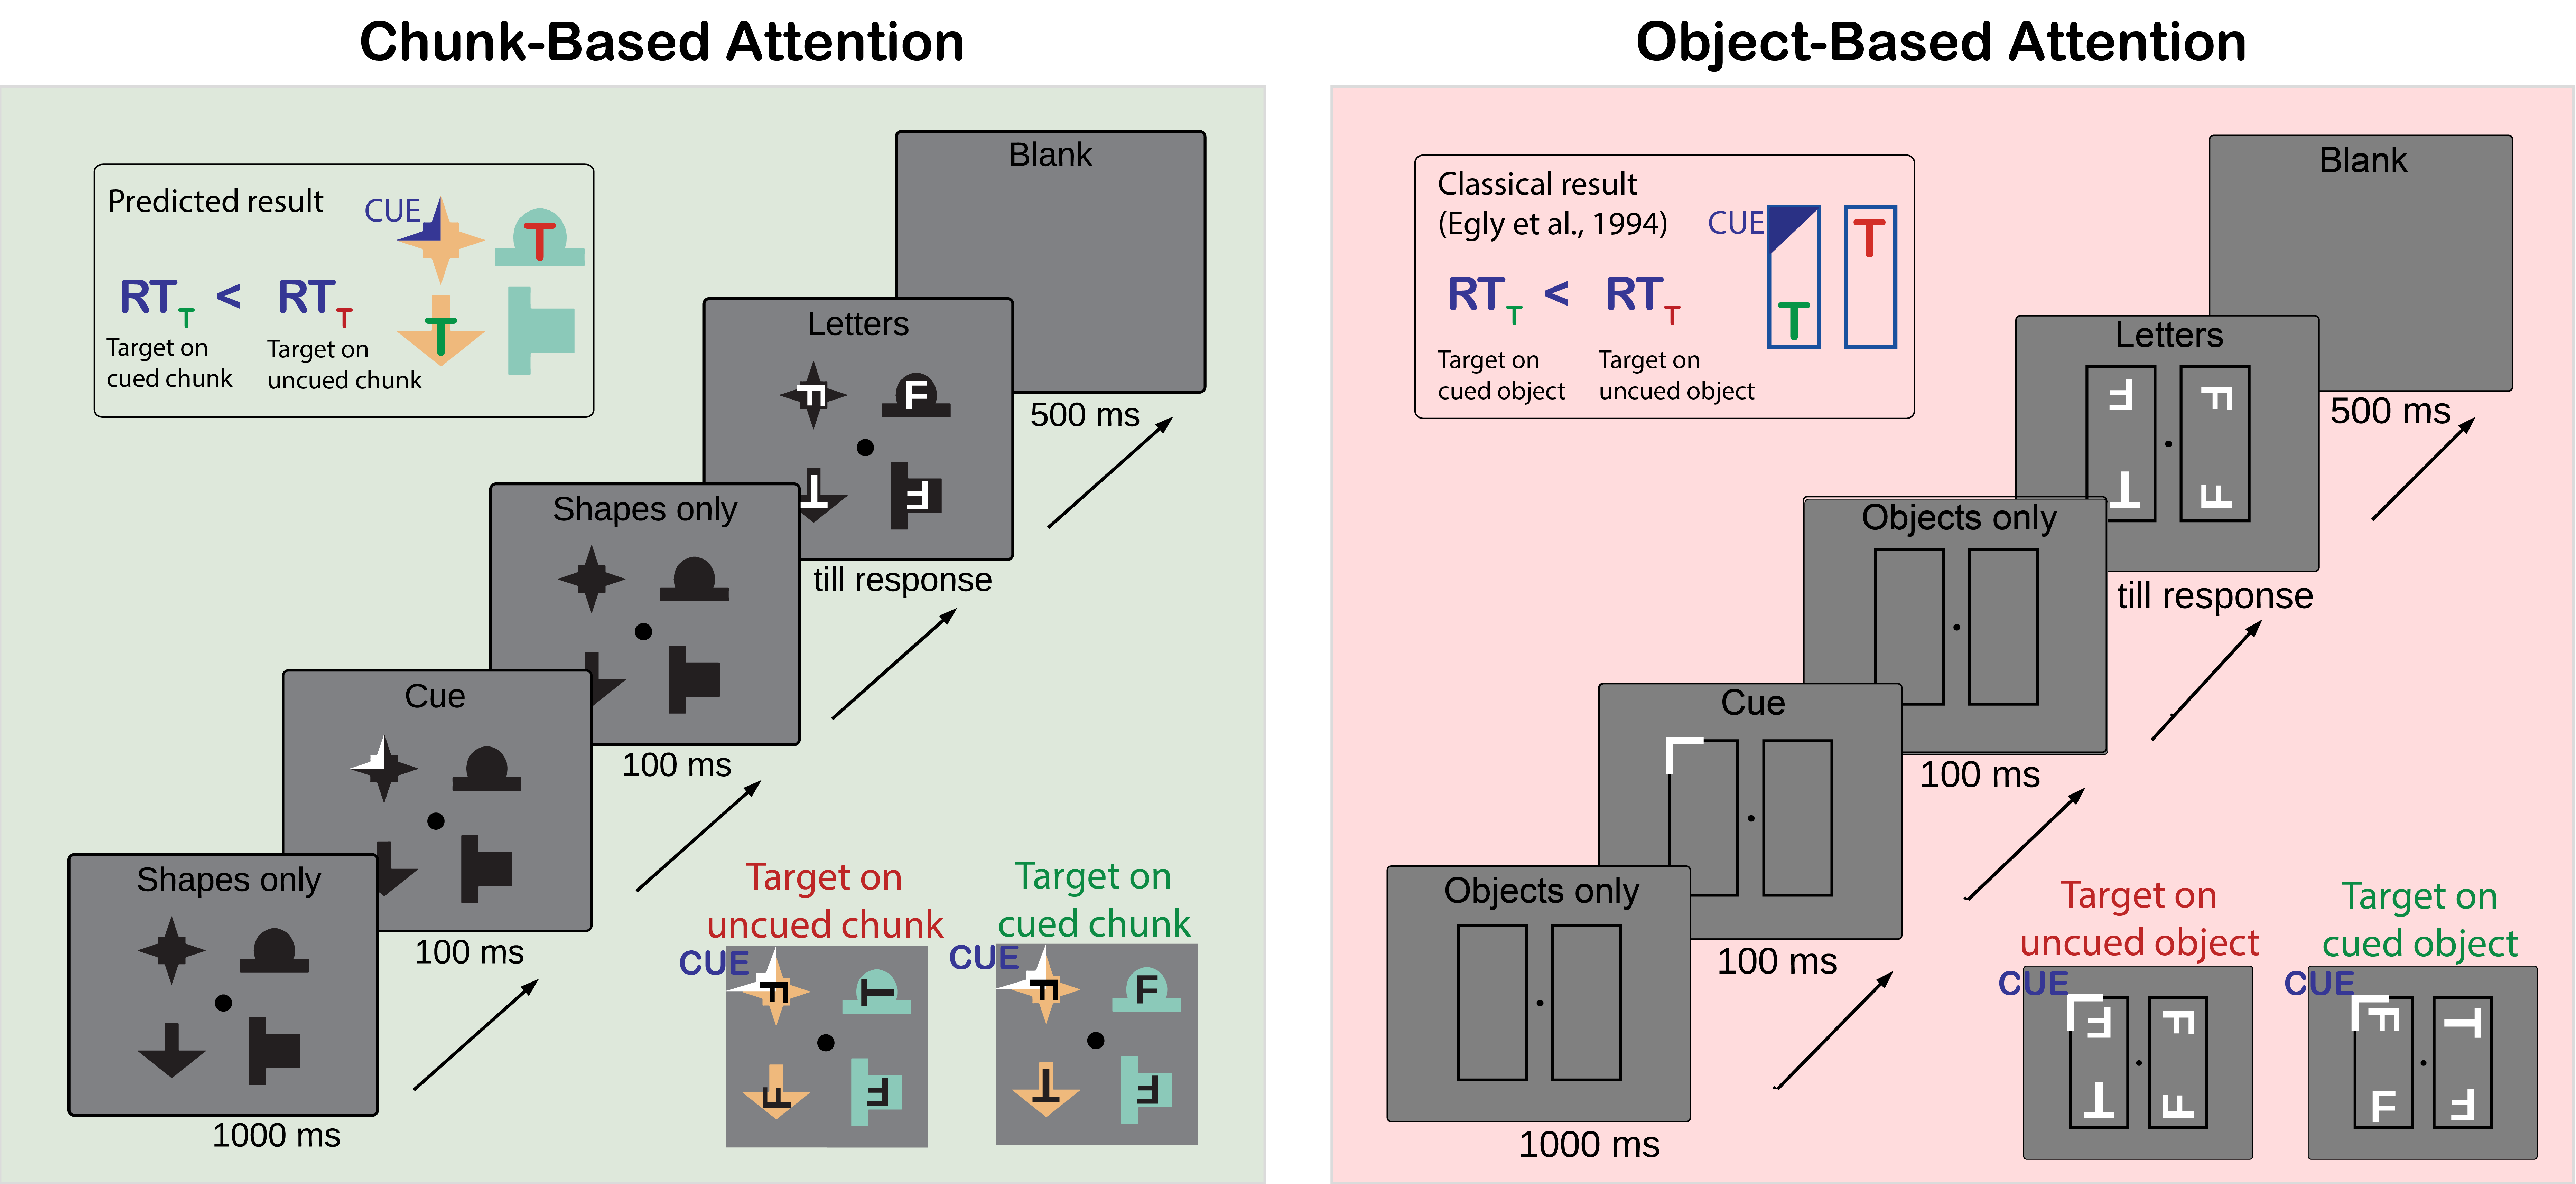 Chunk-Based Attention
Predicted result
CUE
T
RT T < RT T
T
Target on
cued chunk
Target on
uncued chunk
Blank
500 ms
Letters
F
F
T
F
till response
Shapes only
100 ms
Cue
100 ms
Shapes only
1000 ms
Target on
uncued chunk
CUE
F
T
F
F
Target on
cued chunk
CUE
F
F
T
F
Object-Based Attention
Classical result
(Egly et al., 1994)
CUE
T
RT T < RT T
T
Target on
cued object
Target on
uncued object
Blank
500 ms
Letters
F
F
T
F
till response
Objects only
100 ms
Cue
100 ms
Objects only
1000 ms
Target on
uncued object
CUE
F
F
T
F
Target on
cued object
CUE
F
T
F
F